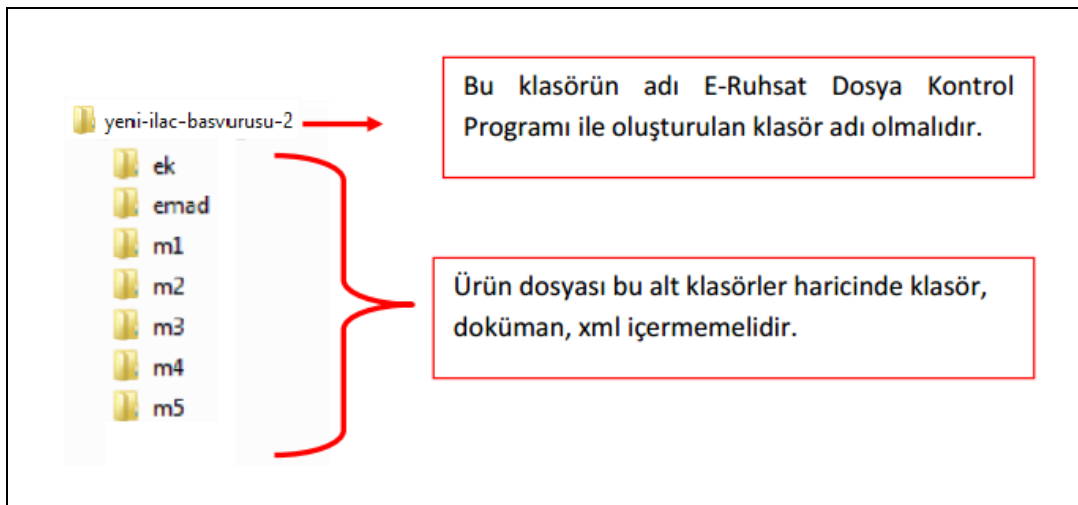 Bu klasörün adı E-Ruhsat Dosya Kontrol
Programı ile oluşturulan klasör adı olmalıdır.
yeni-ilac-basvurusu-2
ek
emad
m1
m2
m3
m4
m5
Ürün dosyası bu alt klasörler haricinde klasör,
doküman, xml içermemelidir.